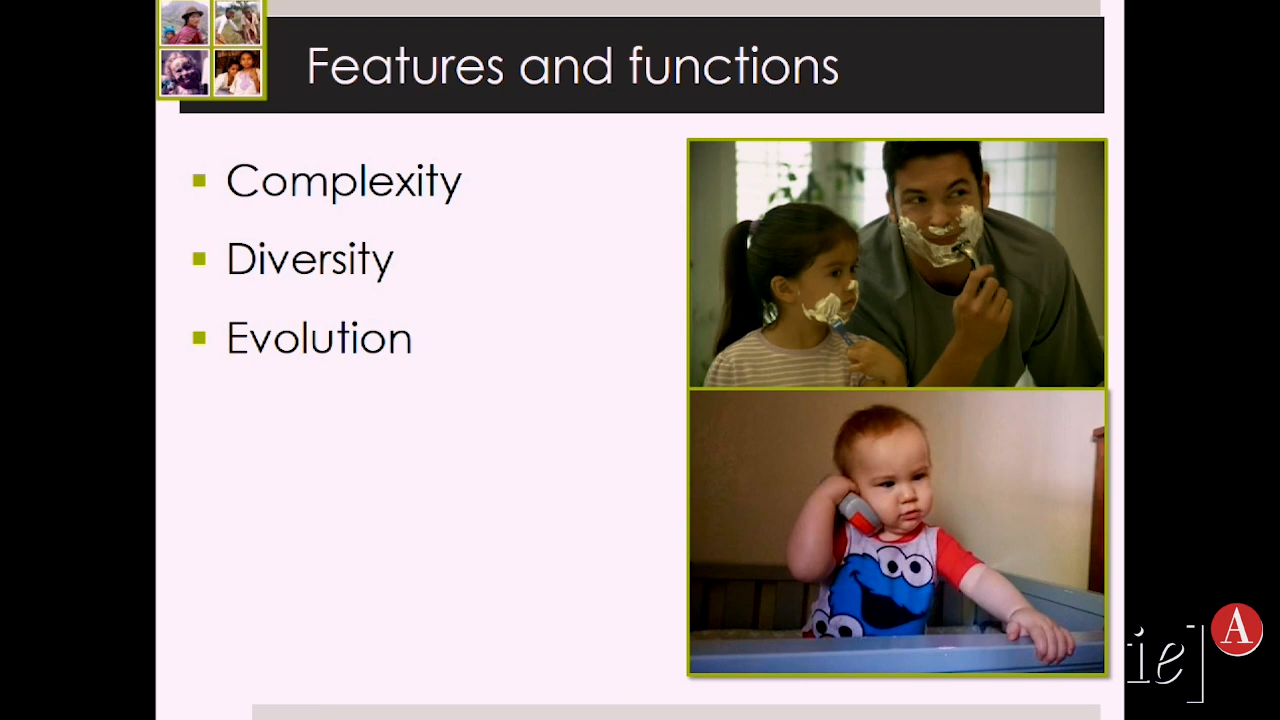 Features and functions
Complexity
Diversity
Evolution
ie]
A